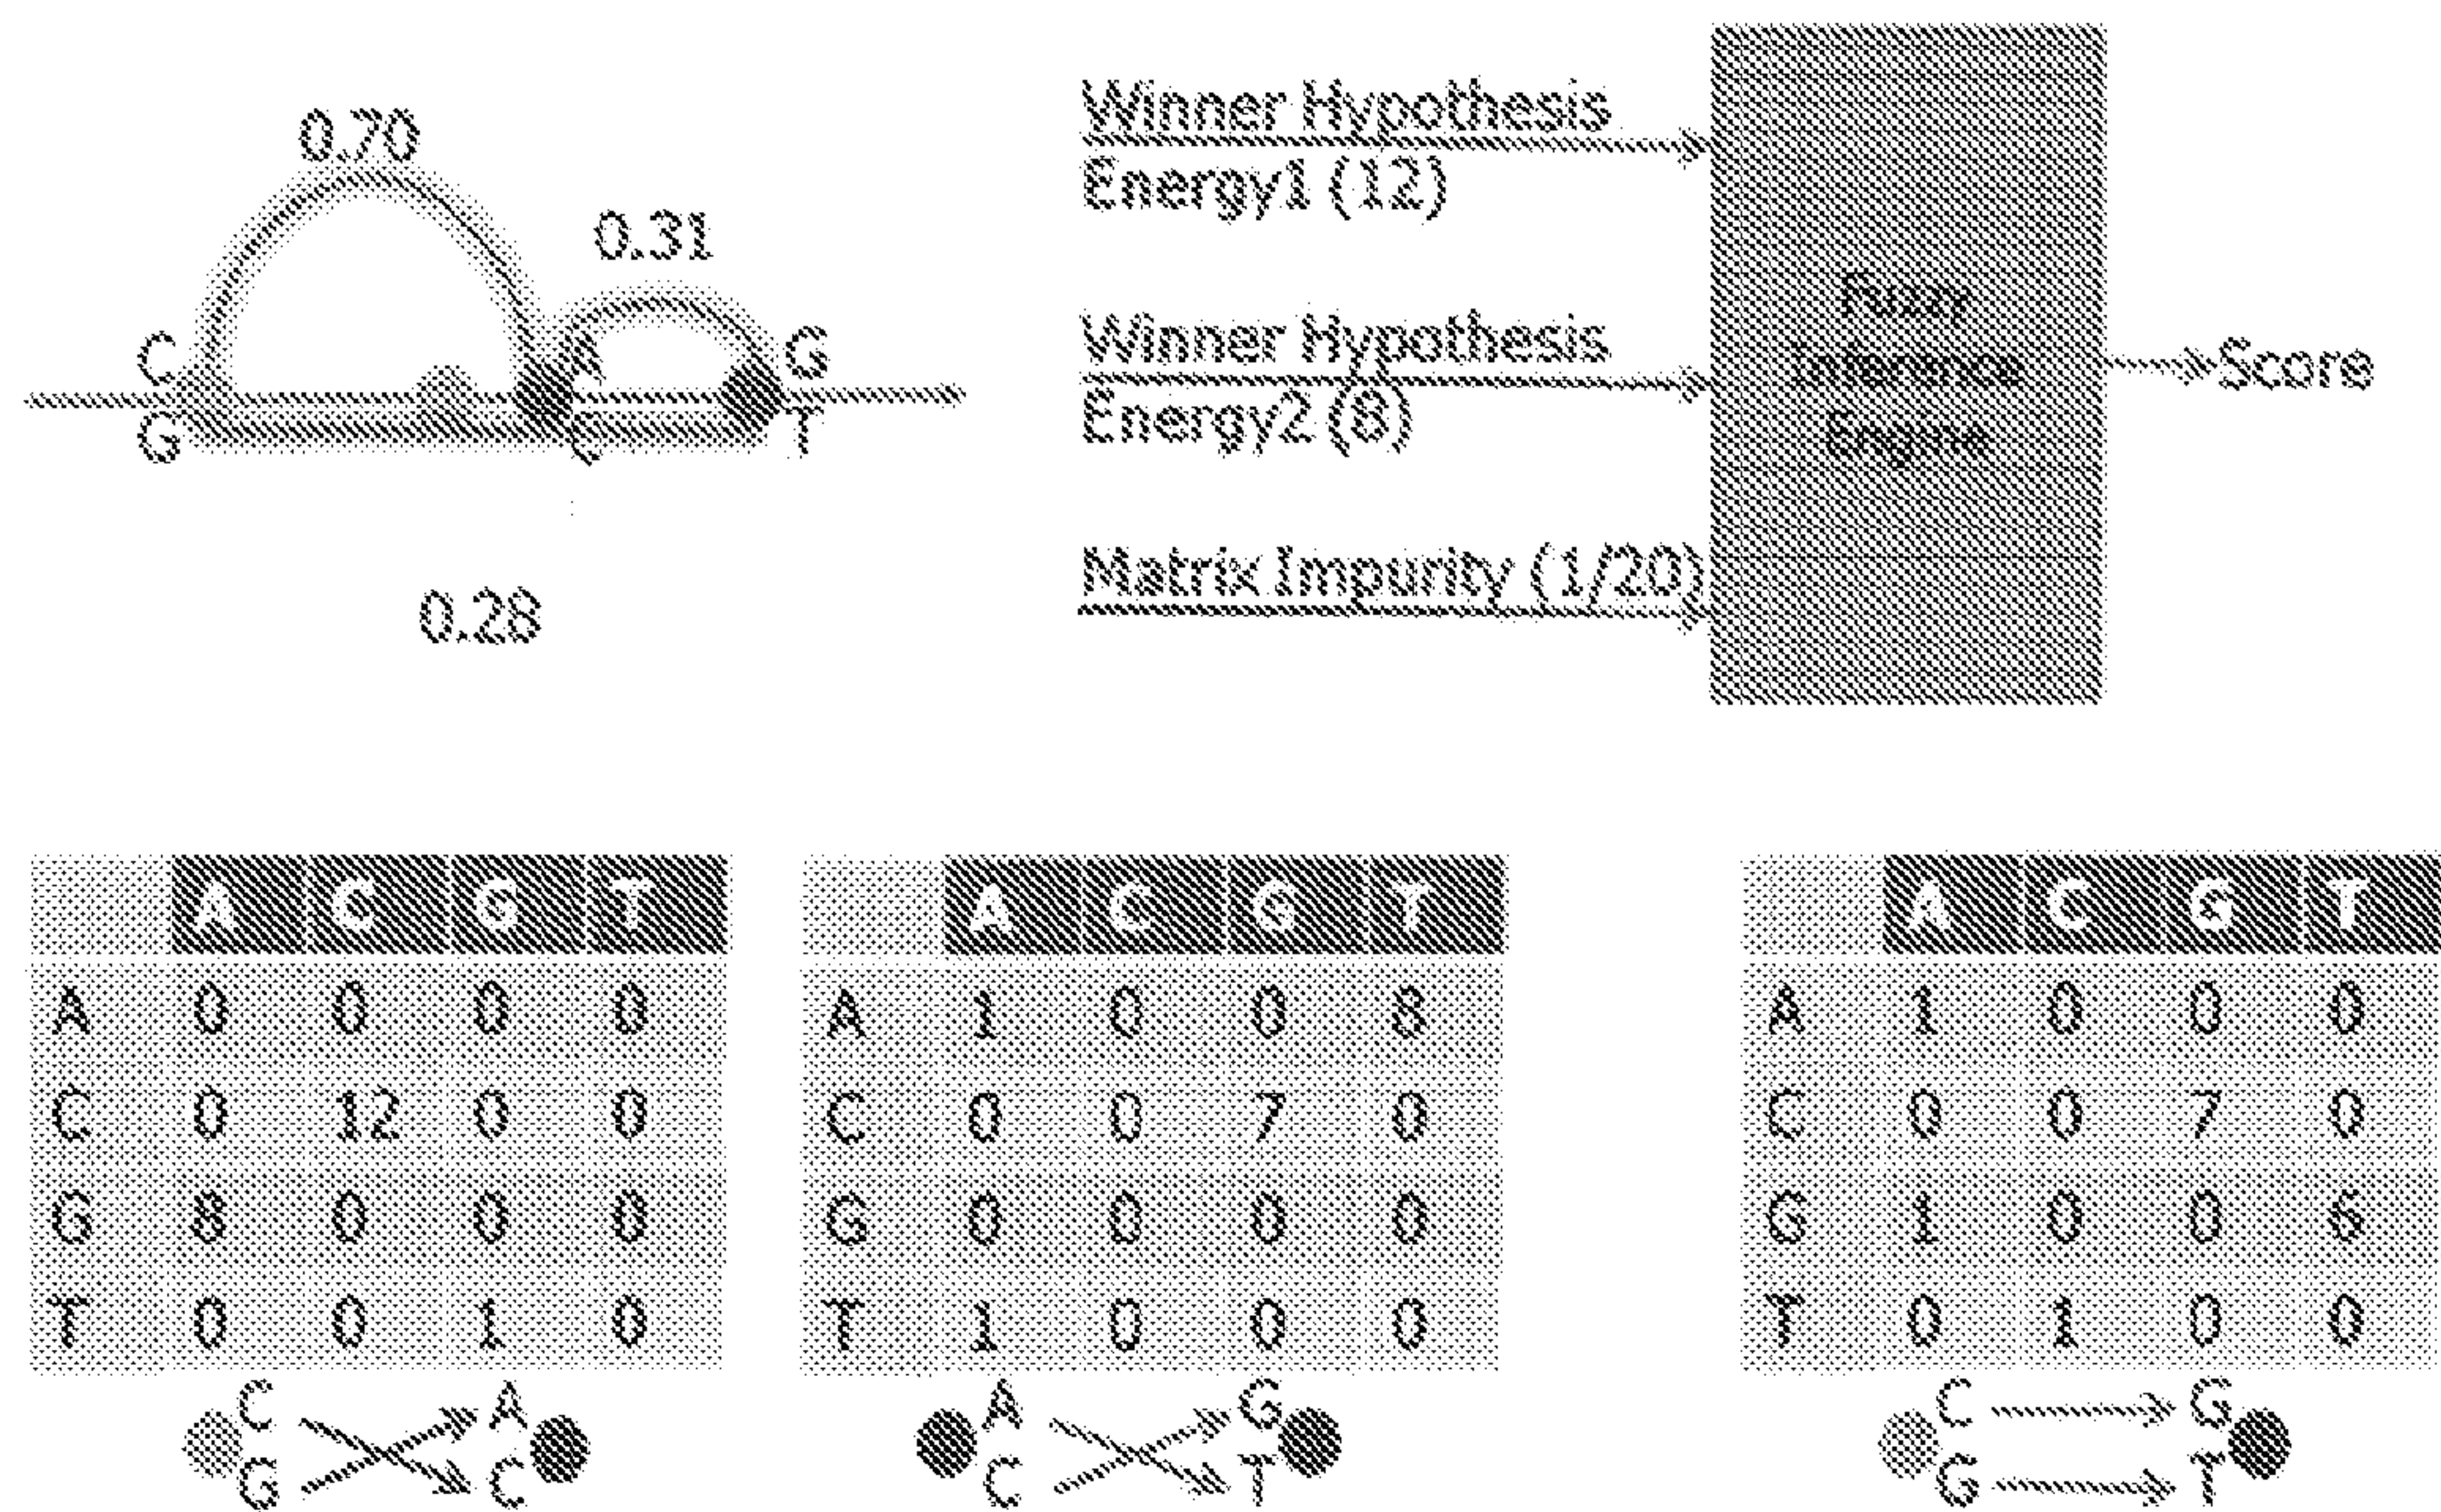 0.70
0.31
C A G
G C T
0.28
Winner Hypothesis
Energy1 (12)
Winner Hypothesis
Energy2 (8)
Matrix Impurity (1/20)
Fuzzy
Inference
Engine
Score
A C G T
A 0 0 0 0
C 0 12 0 0
G 8 0 0 0
T 0 0 1 0
C A
G C
A C G T
A 1 0 0 8
C 0 0 7 0
G 0 0 0 0
T 1 0 0 0
A G
C T
A C G T
A 1 0 0 0
C 0 0 7 0
G 1 0 0 6
T 0 1 0 0
C G
G T